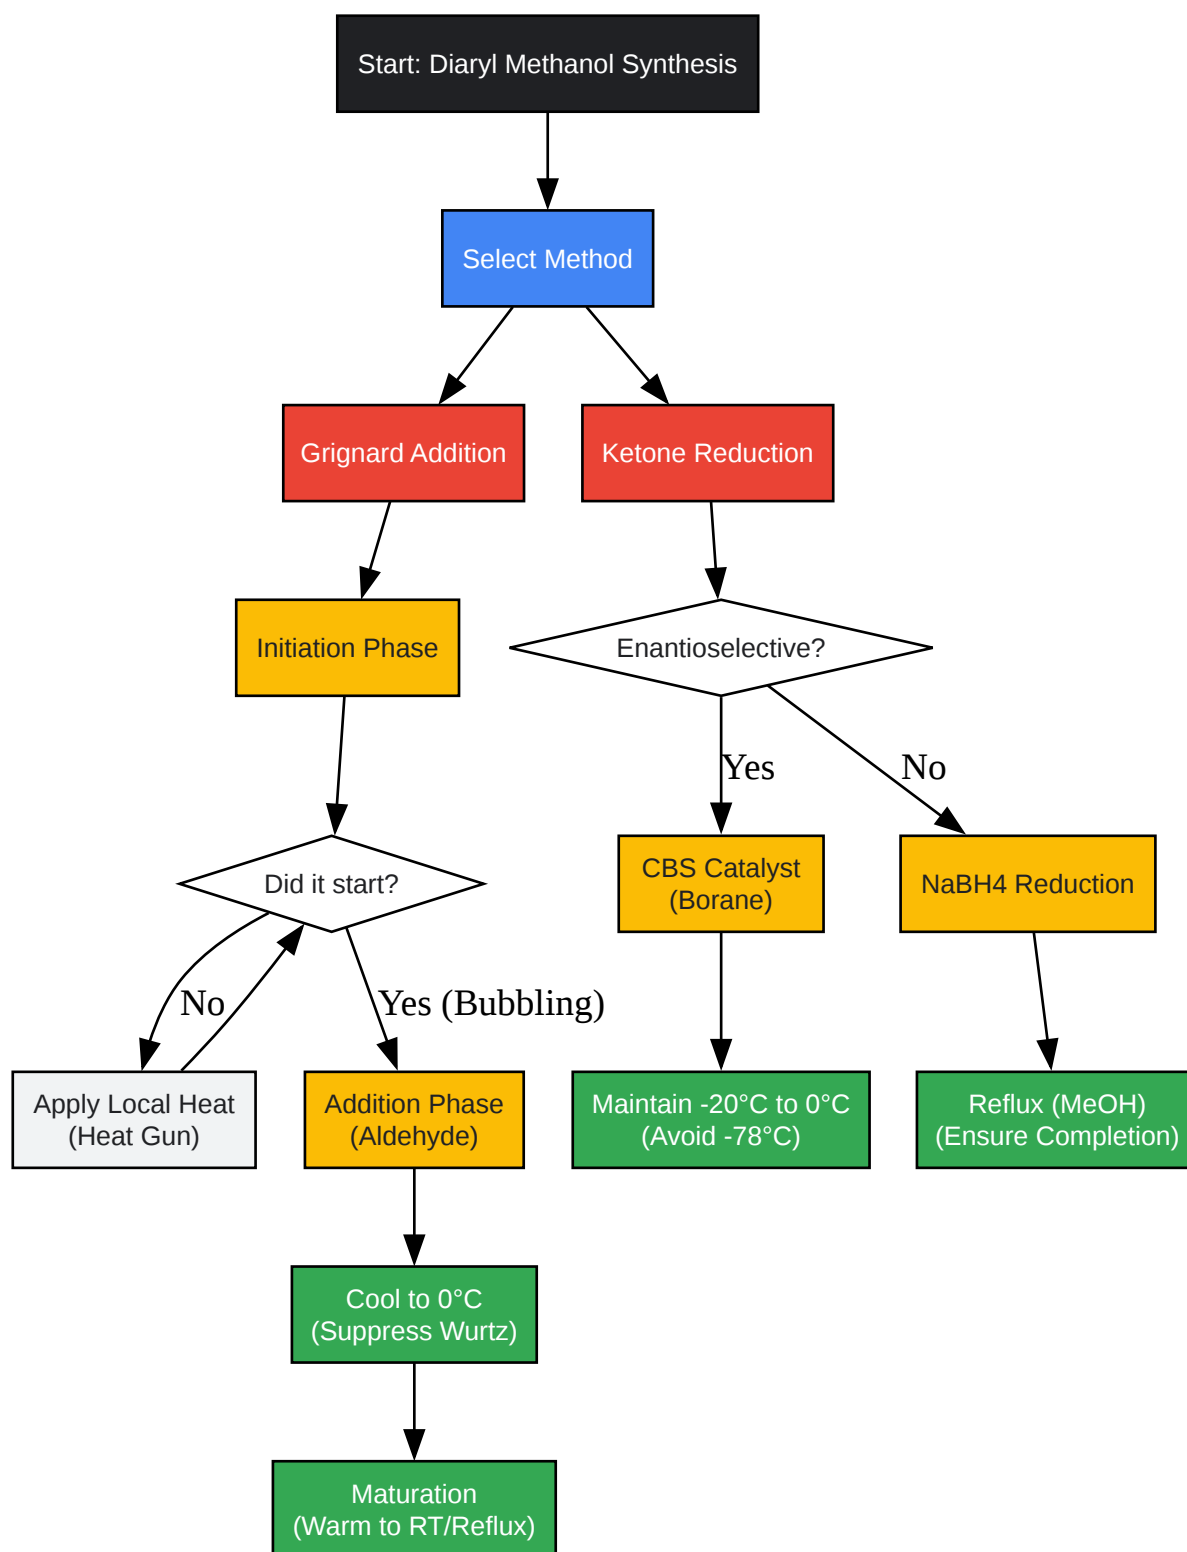 Start: Diaryl Methanol Synthesis
Select Method
Grignard Addition
Ketone Reduction
Initiation Phase
Enantioselective?
Yes
No
Did it start?
CBS Catalyst
(Borane)
NaBH4 Reduction
No
Yes (Bubbling)
Apply Local Heat
(Heat Gun)
Addition Phase
(Aldehyde)
Maintain -20°C to 0°C
(Avoid -78°C)
Reflux (MeOH)
(Ensure Completion)
Cool to 0°C
(Suppress Wurtz)
Maturation
(Warm to RT/Reflux)